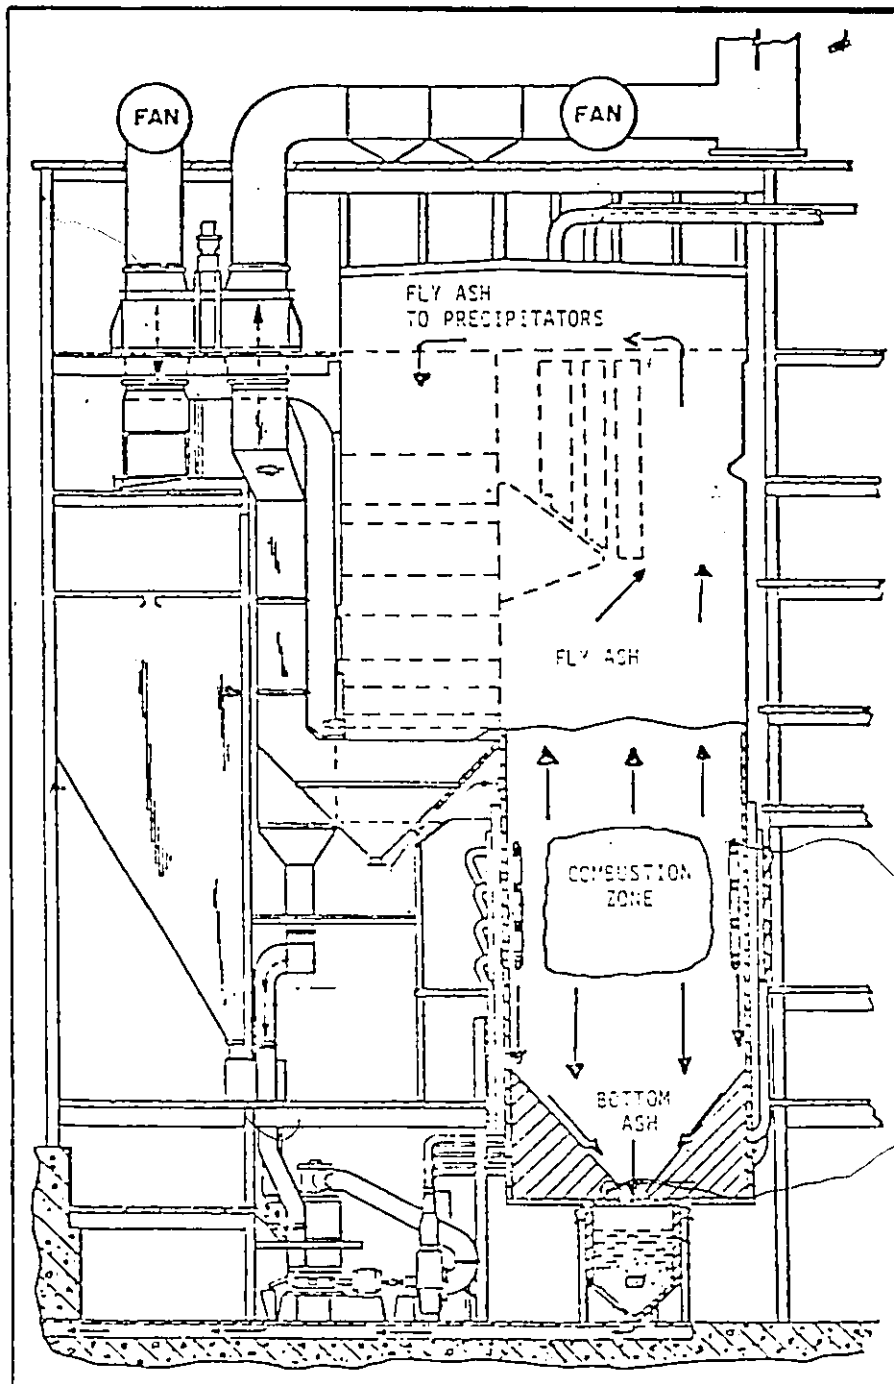 FAN
FAN
FLY ASH
TO PRECIPITATORS
FLY ASH
COMBUSTION
ZONE
BOTTOM
ASH